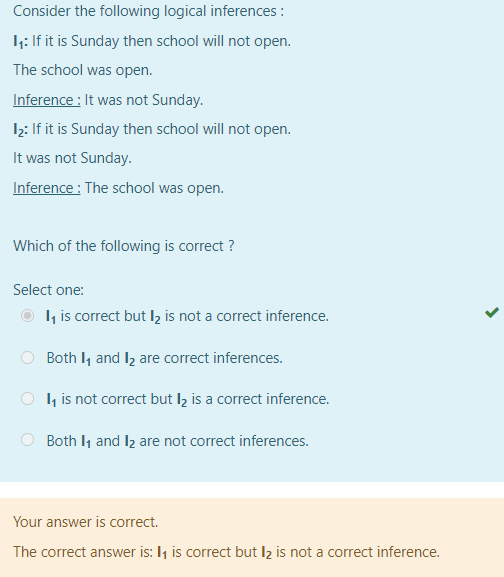 Consider the following logical inferences :
I₁: If it is Sunday then school will not open.
The school was open.
Inference : It was not Sunday.
I₂: If it is Sunday then school will not open.
It was not Sunday.
Inference : The school was open.
Which of the following is correct ?
Select one:
I₁ is correct but I₂ is not a correct inference.
Both I₁ and I₂ are correct inferences.
I₁ is not correct but I₂ is a correct inference.
Both I₁ and I₂ are not correct inferences.
Your answer is correct.
The correct answer is: I₁ is correct but I₂ is not a correct inference.